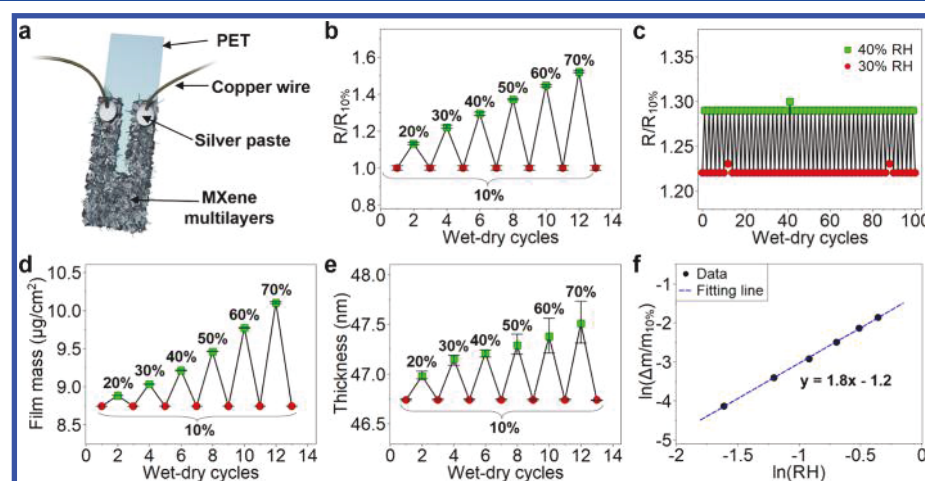 a
PET
Copper wire
Silver paste
MXene
multilayers
b
R/R10%
1.6
1.4
1.2
1.0
0.8
20%
30%
40%
50%
60%
70%
10%
0 2 4 6 8 10 12 14
Wet-dry cycles
c
R/R10%
1.35
1.30
1.25
1.20
40% RH
30% RH
0 20 40 60 80 100
Wet-dry cycles
d
Film mass (µg/cm²)
10.5
10.0
9.5
9.0
8.5
20%
30%
40%
50%
60%
70%
10%
0 2 4 6 8 10 12 14
Wet-dry cycles
e
Thickness (nm)
48.0
47.5
47.0
46.5
20%
30%
40%
50%
60%
70%
10%
0 2 4 6 8 10 12 14
Wet-dry cycles
f
ln(Δm/m10%)
-1
-2
-3
-4
-5
Data
Fitting line
y = 1.8x - 1.2
-2 -1.5 -1.0 -0.5 0
ln(RH)